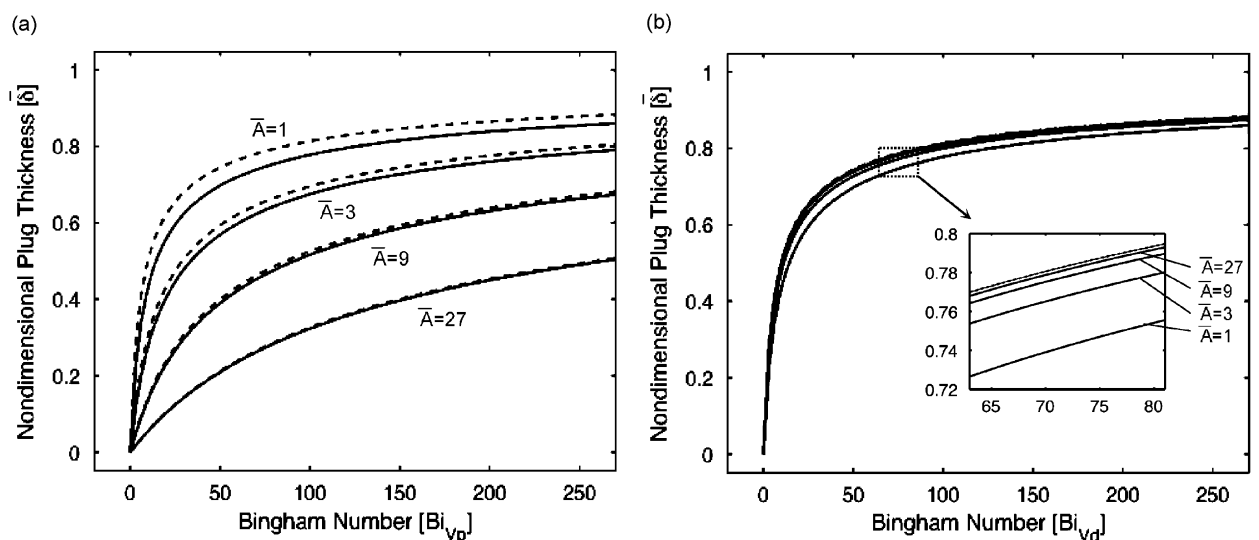 (a)
Nondimensional Plug Thickness [δ̄]
1
0.8
0.6
0.4
0.2
0
A̅=1
A̅=3
A̅=9
A̅=27
0 50 100 150 200 250
Bingham Number [Bi_Vp]
(b)
Nondimensional Plug Thickness [δ̄]
1
0.8
0.6
0.4
0.2
0
0.8
0.78
0.76
0.74
0.72
65 70 75 80
A̅=27
A̅=9
A̅=3
A̅=1
0 50 100 150 200 250
Bingham Number [Bi_Vd]